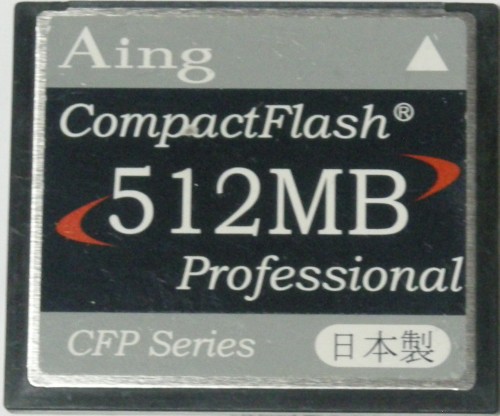 Aing
CompactFlash®
512MB
Professional
CFP Series
日本製